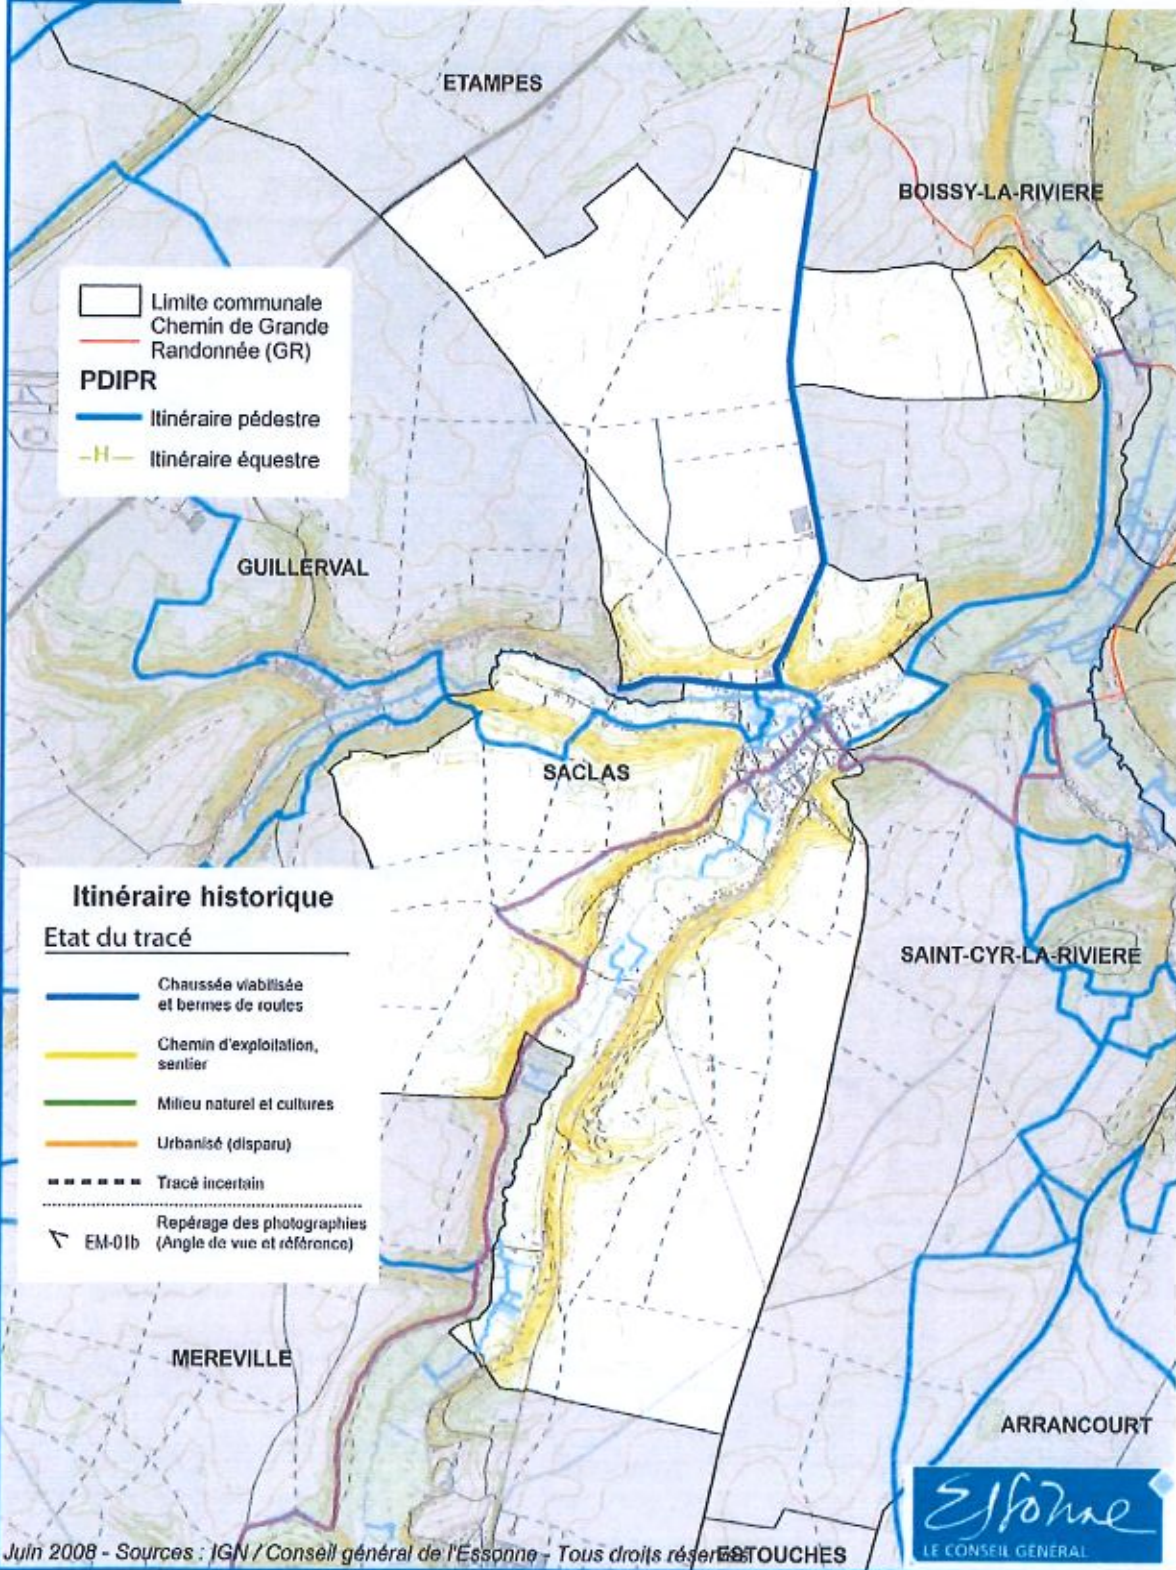 ETAMPES
BOISSY-LA-RIVIERE
Limite communale
Chemin de Grande
Randonnée (GR)
PDIPR
Itinéraire pédestre
H Itinéraire équestre
GUILLERVAL
SACLAS
Itinéraire historique
Etat du tracé
Chaussée viabilisée
et bermes de routes
Chemin d'exploitation,
sentier
Milieu naturel et cultures
Urbanisé (disparu)
Tracé incertain
Repérage des photographies
EM-01b (Angle de vue et référence)
SAINT-CYR-LA-RIVIERE
MEREVILLE
ARRANCOURT
Essonne
LE CONSEIL GÉNÉRAL
Juin 2008 - Sources : IGN / Conseil général de l'Essonne - Tous droits réservés
ESTOUCHES